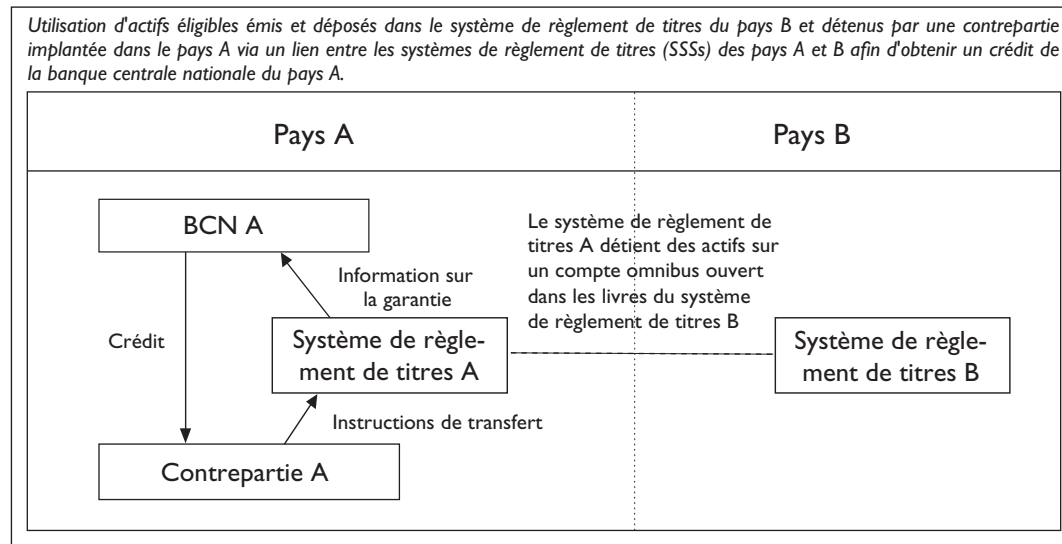 Utilisation d'actifs éligibles émis et déposés dans le système de règlement de titres du pays B et détenus par une contrepartie
implantée dans le pays A via un lien entre les systèmes de règlement de titres (SSSs) des pays A et B afin d'obtenir un crédit de
la banque centrale nationale du pays A.
Pays A
Pays B
BCN A
Le système de règlement de
titres A détient des actifs sur
un compte omnibus ouvert
dans les livres du système
de règlement de titres B
Information sur
la garantie
Crédit
Système de règle-
ment de titres A
Système de règle-
ment de titres B
Instructions de transfert
Contrepartie A